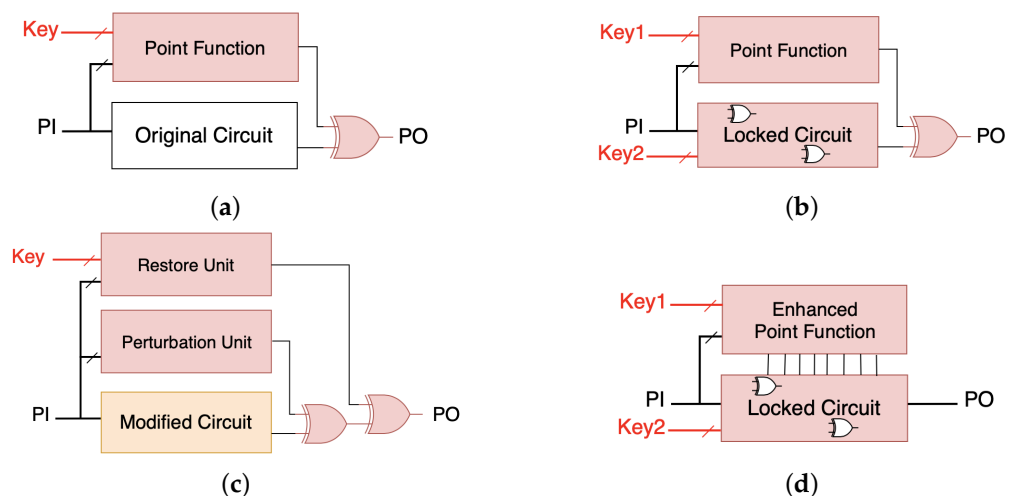 Key
Point Function
PI
Original Circuit
PO
(a)
Key1
Point Function
PI
Locked Circuit
Key2
PO
(b)
Key
Restore Unit
Perturbation Unit
PI
Modified Circuit
PO
(c)
Key1
Enhanced
Point Function
PI
Locked Circuit
Key2
PO
(d)